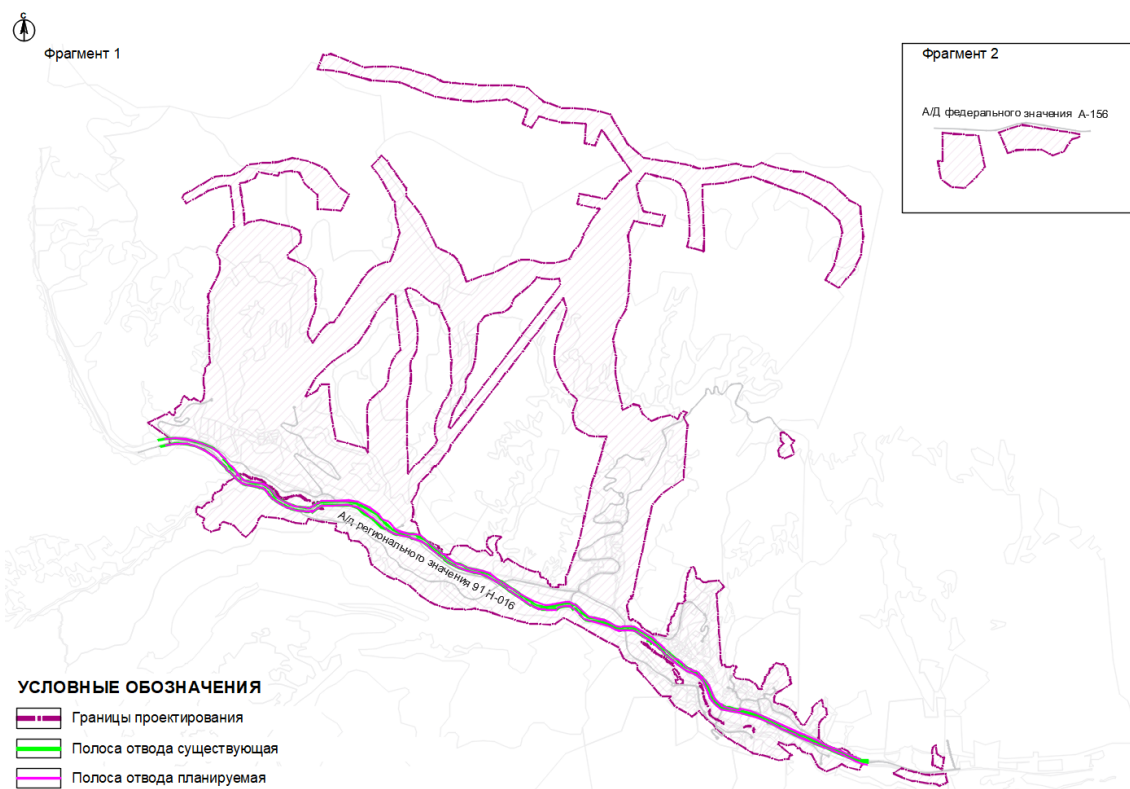 С
Фрагмент 1
Фрагмент 2
А/Д федерального значения А-156
А/д регионального значения 91 Н-016
УСЛОВНЫЕ ОБОЗНАЧЕНИЯ
Границы проектирования
Полоса отвода существующая
Полоса отвода планируемая